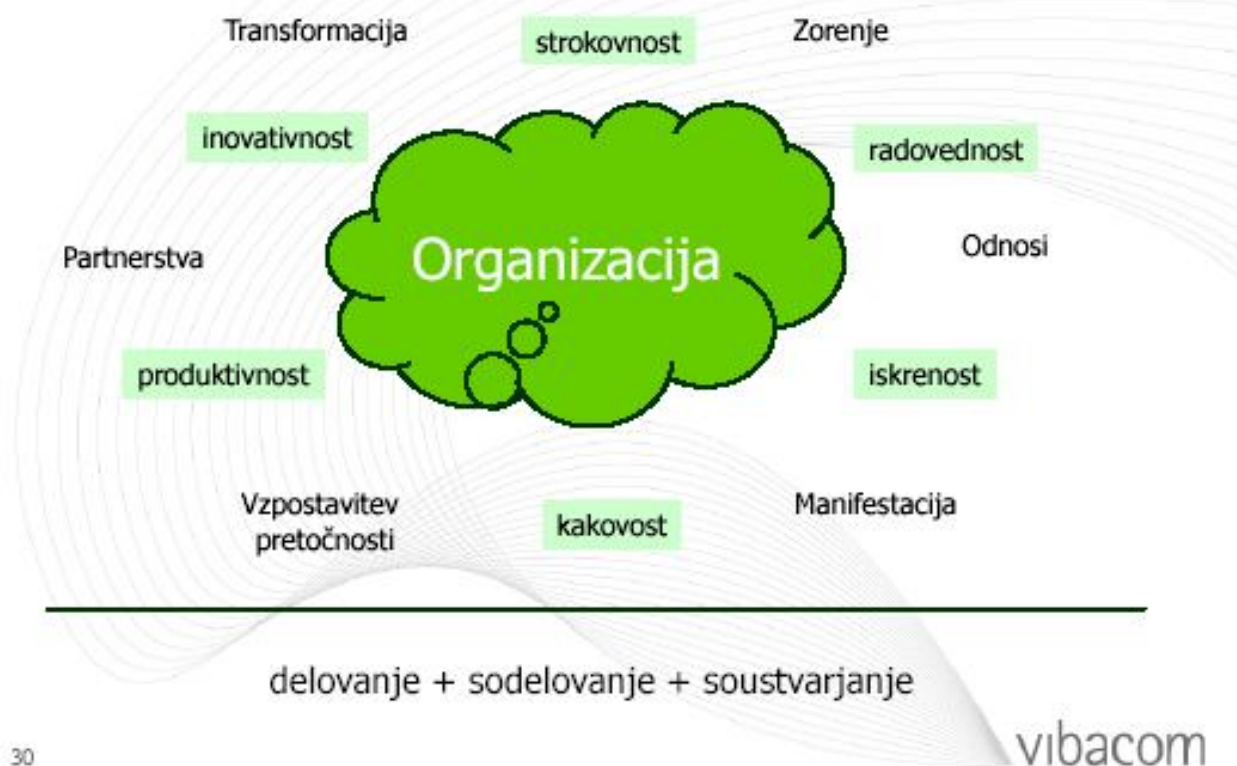 Transformacija
strokovnost
Zorenje
inovativnost
radovednost
Partnerstva
Organizacija
Odnosi
produktivnost
iskrenost
Vzpostavitev
pretočnosti
kakovost
Manifestacija
delovanje + sodelovanje + soustvarjanje
30
vibacom